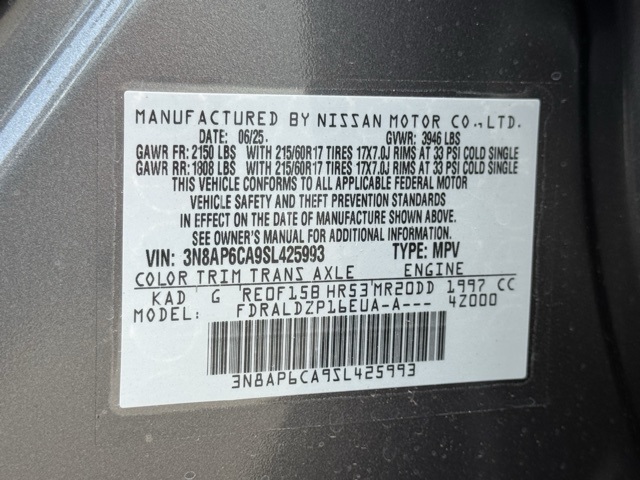 MANUFACTURED BY NISSAN MOTOR CO.,LTD.
DATE: 06/25. GVWR: 3946 LBS
GAWR FR: 2150 LBS WITH 215/60R17 TIRES 17X7.0J RIMS AT 33 PSI COLD SINGLE
GAWR RR: 1808 LBS WITH 215/60R17 TIRES 17X7.0J RIMS AT 33 PSI COLD SINGLE
THIS VEHICLE CONFORMS TO ALL APPLICABLE FEDERAL MOTOR
VEHICLE SAFETY AND THEFT PREVENTION STANDARDS
IN EFFECT ON THE DATE OF MANUFACTURE SHOWN ABOVE.
SEE OWNER'S MANUAL FOR ADDITIONAL INFORMATION.
VIN: 3N8AP6CA9SL425993 TYPE: MPV
COLOR TRIM TRANS AXLE ENGINE
KAD G RE0F15B HR53 MR20DD 1997 CC
MODEL: FDRALDZP16EUA-A--- 4Z000
3N8AP6CA9SL425993